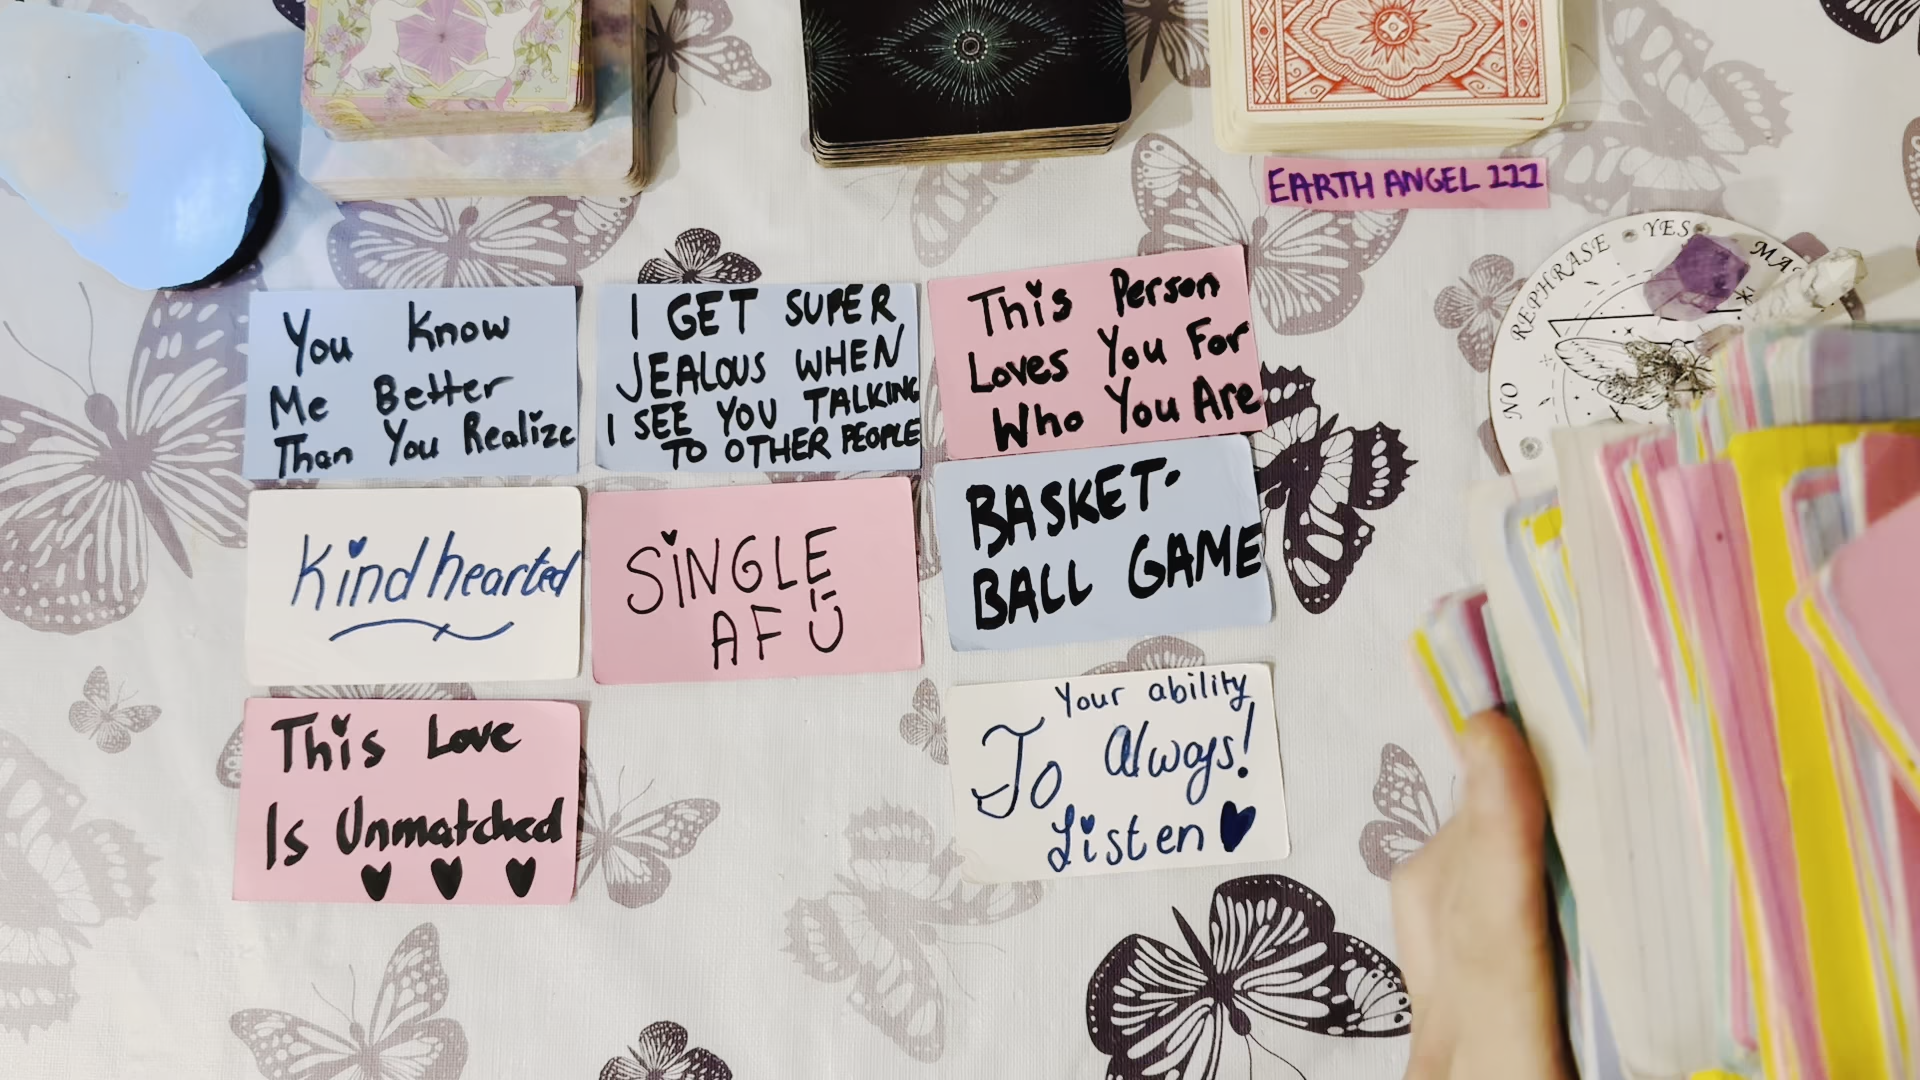 EARTH ANGEL 111
REPHRASE
YES
NO
You Know
Me Better
Than You Realize
I GET SUPER
JEALOUS WHEN
I SEE YOU TALKING
TO OTHER PEOPLE
This Person
Loves You For
Who You Are
Kindhearted
SiNGLE
AF
BASKET-
BALL GAME
This Love
Is Unmatched
Your ability
To Always!
Listen